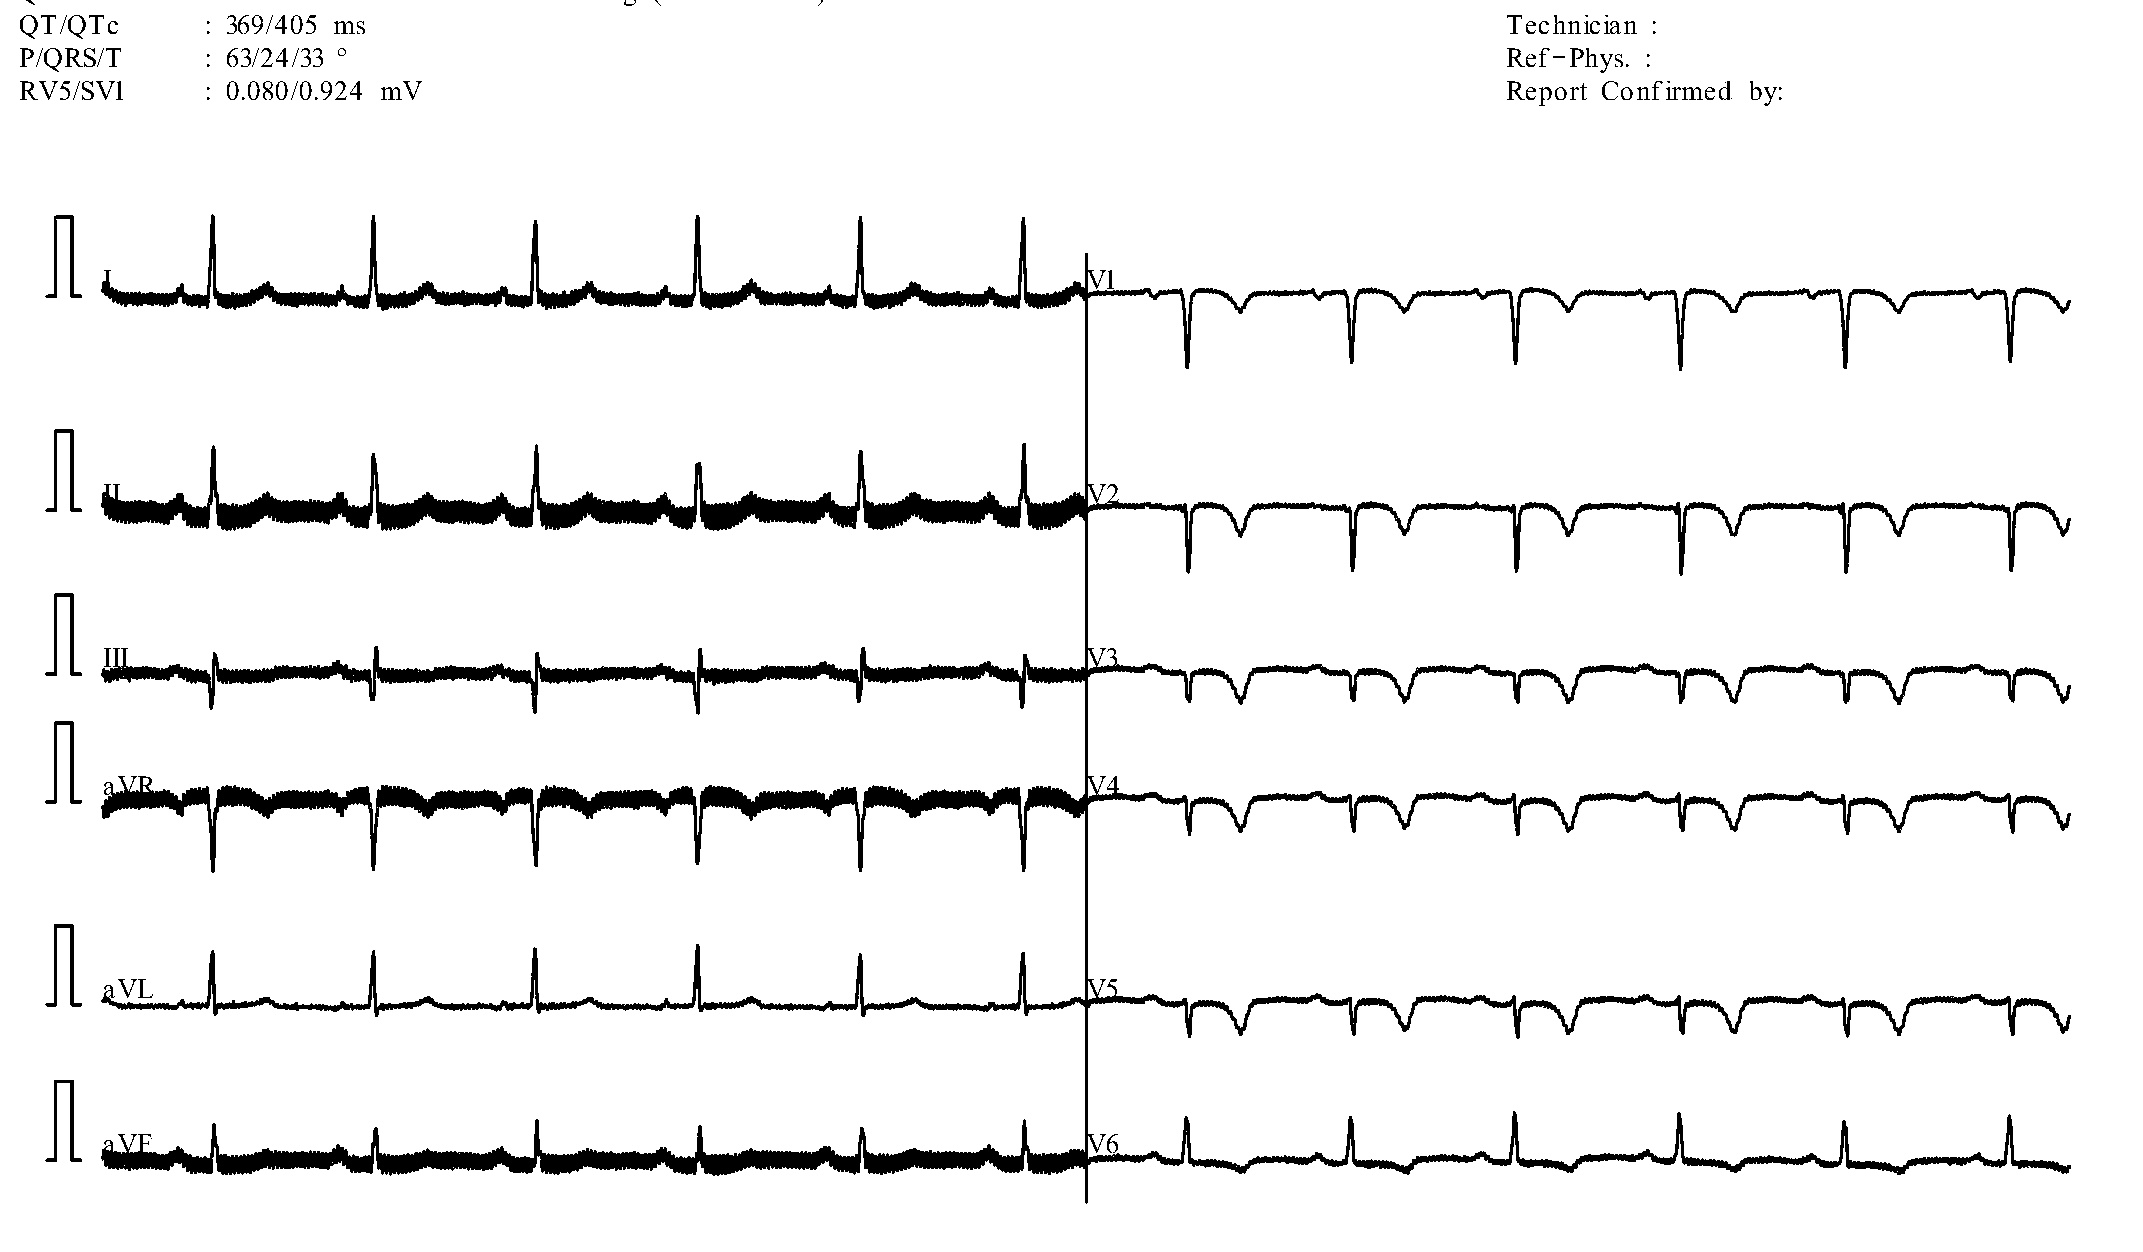 QT/QTc : 369/405 ms
P/QRS/T : 63/24/33 °
RV5/SV1 : 0.080/0.924 mV
Technician :
Ref-Phys. :
Report Confirmed by:
I
II
III
aVR
aVL
aVF
V1
V2
V3
V4
V5
V6